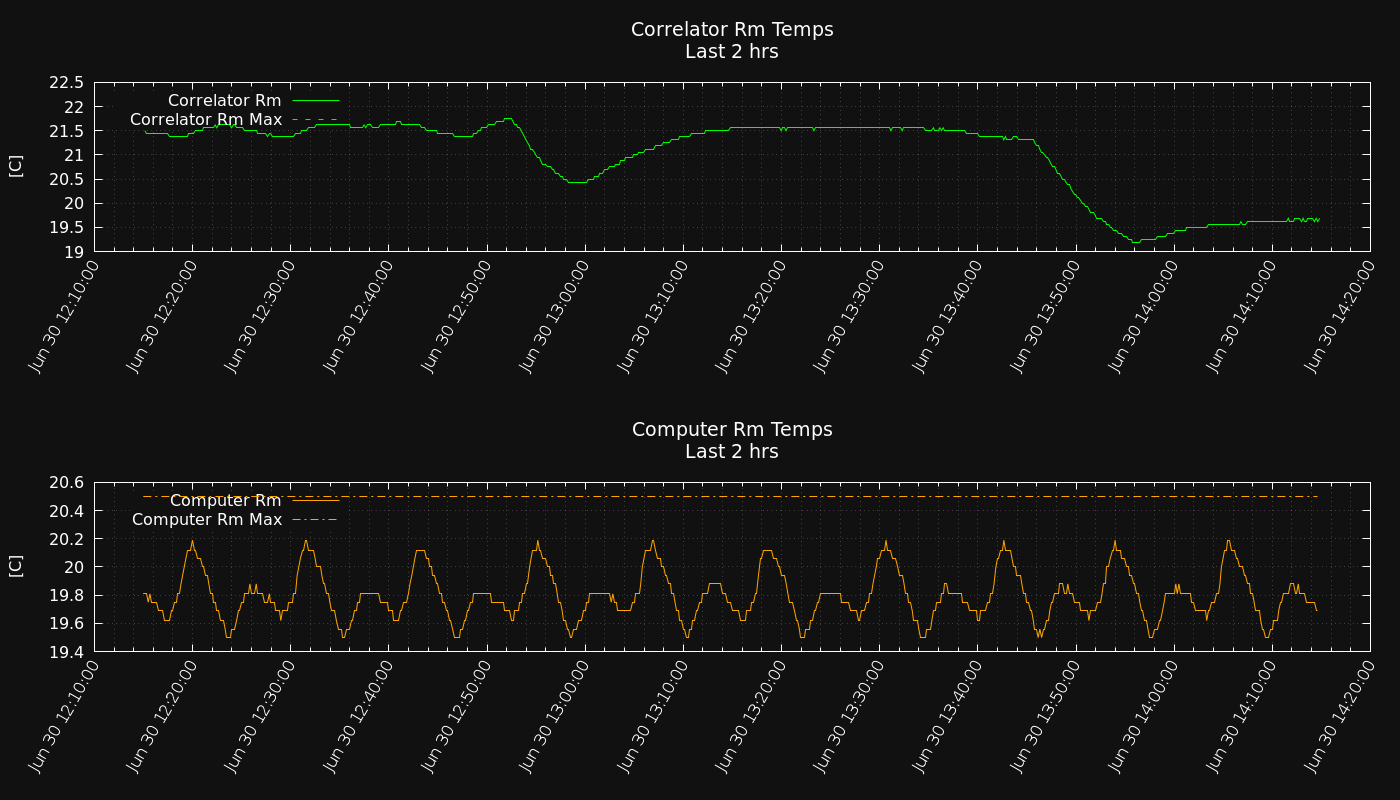 Correlator Rm Temps
Last 2 hrs
22.5
22
21.5
21
20.5
20
19.5
19
[C]
Correlator Rm
Correlator Rm Max
Jun 30 12:10:00
Jun 30 12:20:00
Jun 30 12:30:00
Jun 30 12:40:00
Jun 30 12:50:00
Jun 30 13:00:00
Jun 30 13:10:00
Jun 30 13:20:00
Jun 30 13:30:00
Jun 30 13:40:00
Jun 30 13:50:00
Jun 30 14:00:00
Jun 30 14:10:00
Jun 30 14:20:00
Computer Rm Temps
Last 2 hrs
20.6
20.4
20.2
20
19.8
19.6
19.4
[C]
Computer Rm
Computer Rm Max
Jun 30 12:10:00
Jun 30 12:20:00
Jun 30 12:30:00
Jun 30 12:40:00
Jun 30 12:50:00
Jun 30 13:00:00
Jun 30 13:10:00
Jun 30 13:20:00
Jun 30 13:30:00
Jun 30 13:40:00
Jun 30 13:50:00
Jun 30 14:00:00
Jun 30 14:10:00
Jun 30 14:20:00